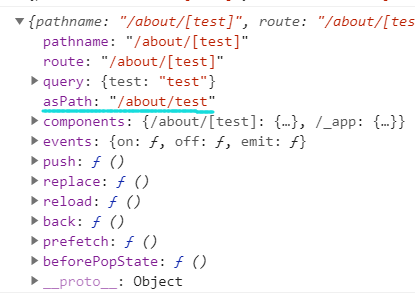 {pathname: "/about/[test]", route: "/about/[tes
pathname: "/about/[test]"
route: "/about/[test]"
query: {test: "test"}
asPath: "/about/test"
components: {/about/[test]: {…}, /_app: {…}}
events: {on: ƒ, off: ƒ, emit: ƒ}
push: ƒ ()
replace: ƒ ()
reload: ƒ ()
back: ƒ ()
prefetch: ƒ ()
beforePopState: ƒ ()
__proto__: Object